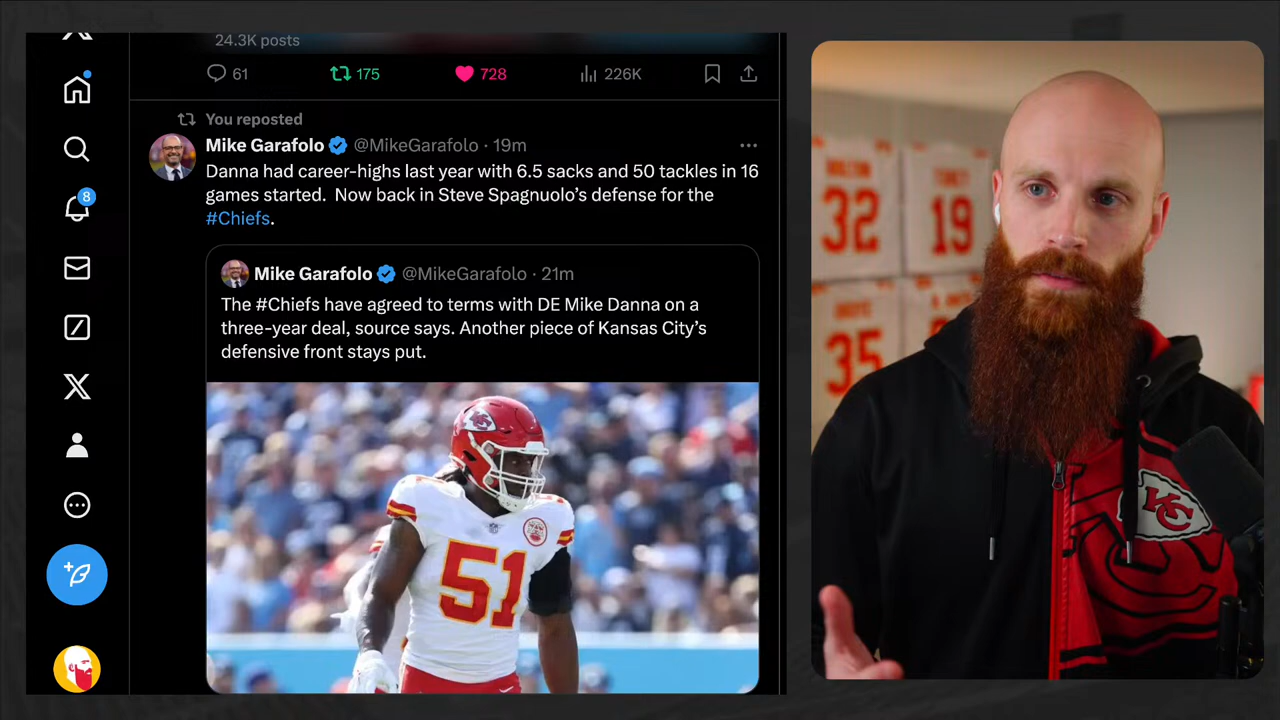 24.3K posts
61 175 728 226K
You reposted
Mike Garafolo @MikeGarafolo · 19m
Danna had career-highs last year with 6.5 sacks and 50 tackles in 16
games started. Now back in Steve Spagnuolo’s defense for the
#Chiefs.
8
Mike Garafolo @MikeGarafolo · 21m
The #Chiefs have agreed to terms with DE Mike Danna on a
three-year deal, source says. Another piece of Kansas City’s
defensive front stays put.
KC
51
32
19
35
KC